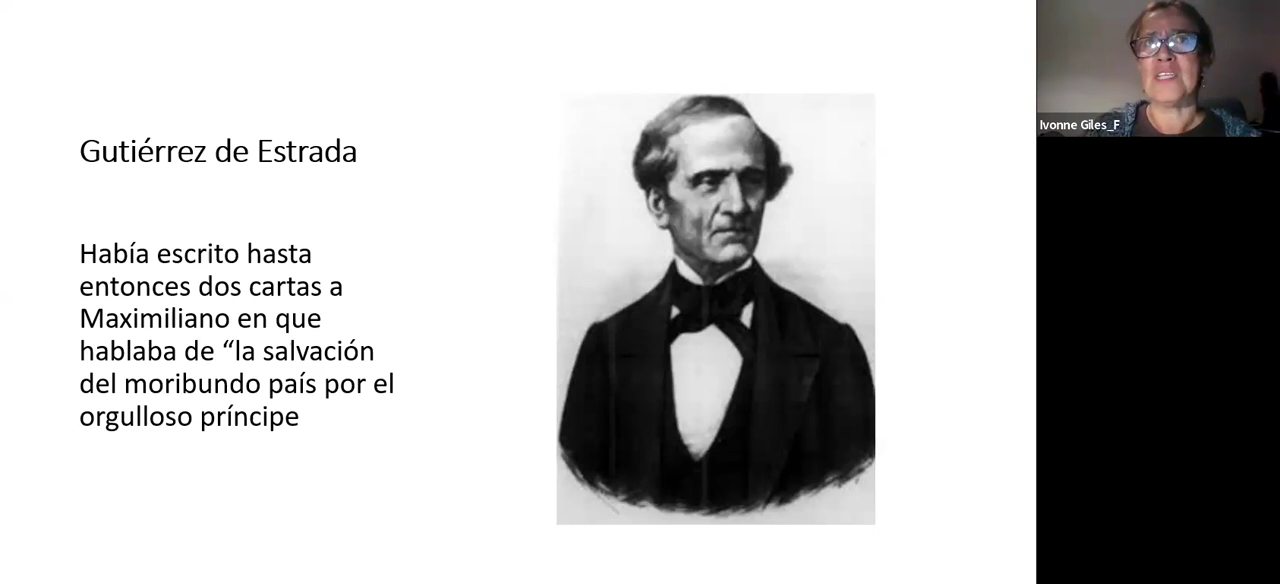 Gutiérrez de Estrada
Había escrito hasta
entonces dos cartas a
Maximiliano en que
hablaba de “la salvación
del moribundo país por el
orgulloso príncipe
Ivonne Giles_F